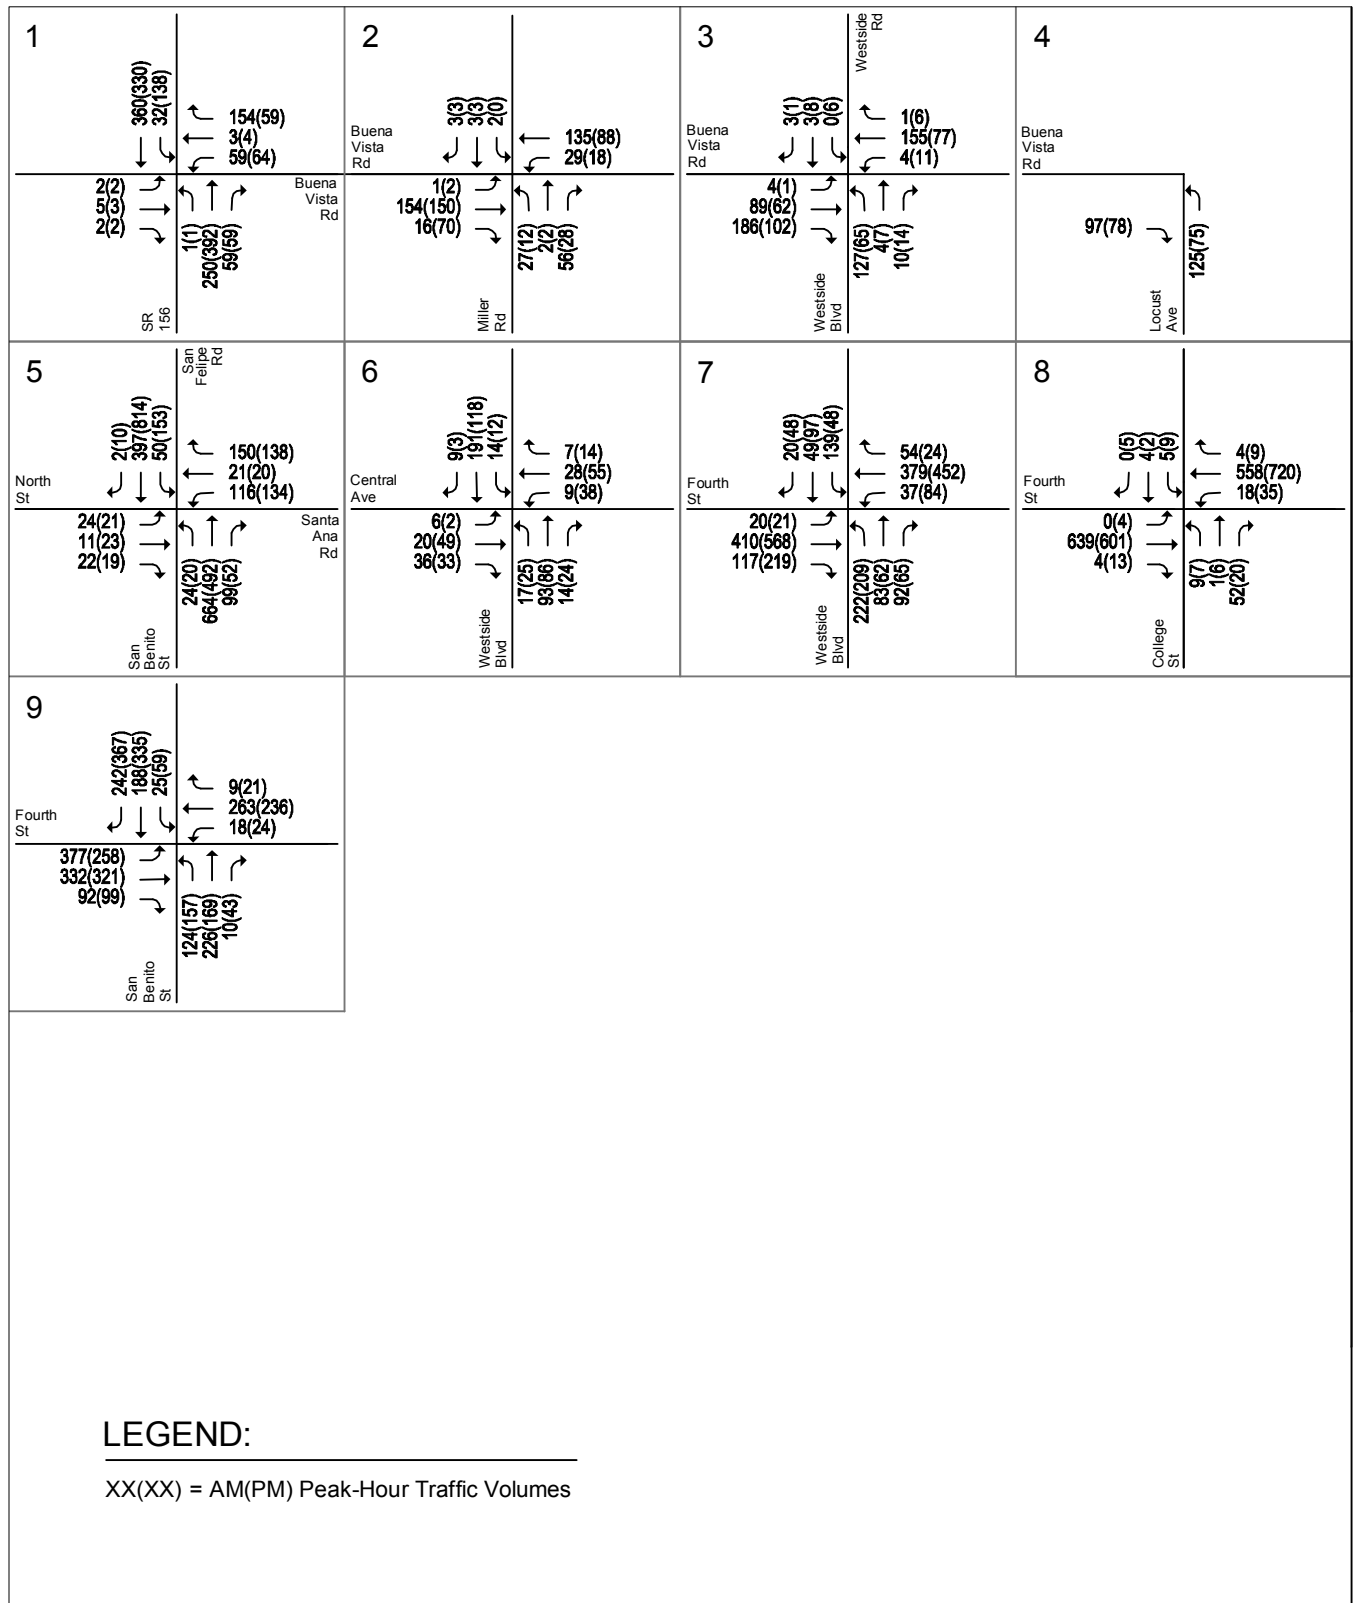 1
360(330)
32(138)
154(59)
3(4)
59(64)
2(2)
5(3)
2(2)
Buena
Vista
Rd
1(1)
250(392)
59(59)
SR
156
2
3(3)
3(3)
2(0)
Buena
Vista
Rd
135(88)
29(18)
1(2)
154(150)
16(70)
27(12)
2(2)
56(28)
Miller
Rd
3
Westside
Rd
3(1)
3(8)
0(6)
Buena
Vista
Rd
1(6)
155(77)
4(11)
4(1)
89(62)
186(102)
127(65)
4(7)
10(14)
Westside
Blvd
4
Buena
Vista
Rd
97(78)
125(75)
Locust
Ave
5
San
Felipe
Rd
2(10)
397(814)
50(153)
150(138)
21(20)
116(134)
North
St
24(21)
11(23)
22(19)
Santa
Ana
Rd
24(20)
664(492)
99(52)
San
Benito
St
6
9(3)
191(118)
14(12)
7(14)
28(55)
9(38)
Central
Ave
6(2)
20(49)
36(33)
17(25)
93(86)
14(24)
Westside
Blvd
7
20(48)
49(97)
139(48)
54(24)
379(452)
37(84)
Fourth
St
20(21)
410(568)
117(219)
222(209)
83(62)
92(65)
Westside
Blvd
8
0(5)
4(2)
5(9)
4(9)
558(720)
18(35)
Fourth
St
0(4)
639(601)
4(13)
9(7)
1(6)
52(20)
College
St
9
242(367)
188(335)
25(59)
9(21)
263(236)
18(24)
Fourth
St
377(258)
332(321)
92(99)
124(157)
226(169)
10(43)
San
Benito
St
LEGEND:
XX(XX) = AM(PM) Peak-Hour Traffic Volumes